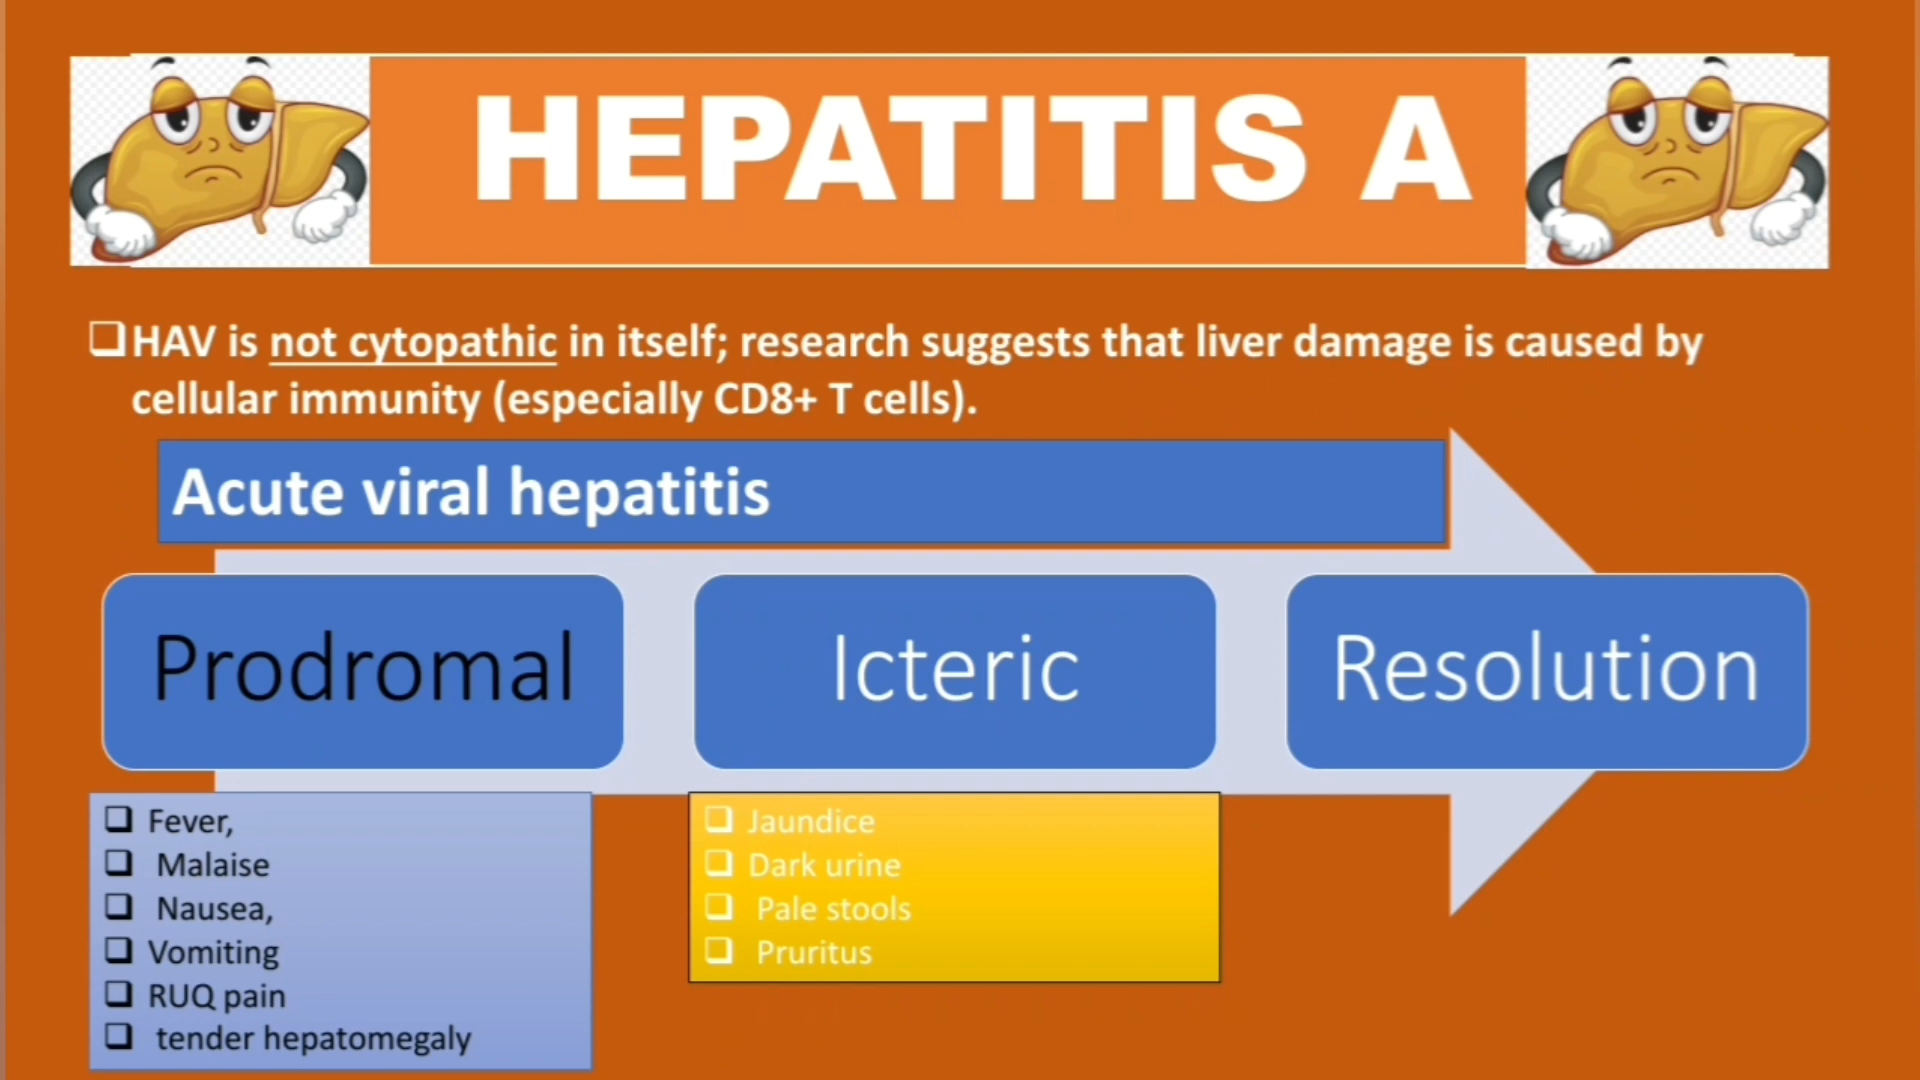 HEPATITIS A
❑HAV is not cytopathic in itself; research suggests that liver damage is caused by
cellular immunity (especially CD8+ T cells).
Acute viral hepatitis
Prodromal
Icteric
Resolution
❑ Fever,
❑ Malaise
❑ Nausea,
❑ Vomiting
❑ RUQ pain
❑ tender hepatomegaly
❑ Jaundice
❑ Dark urine
❑ Pale stools
❑ Pruritus